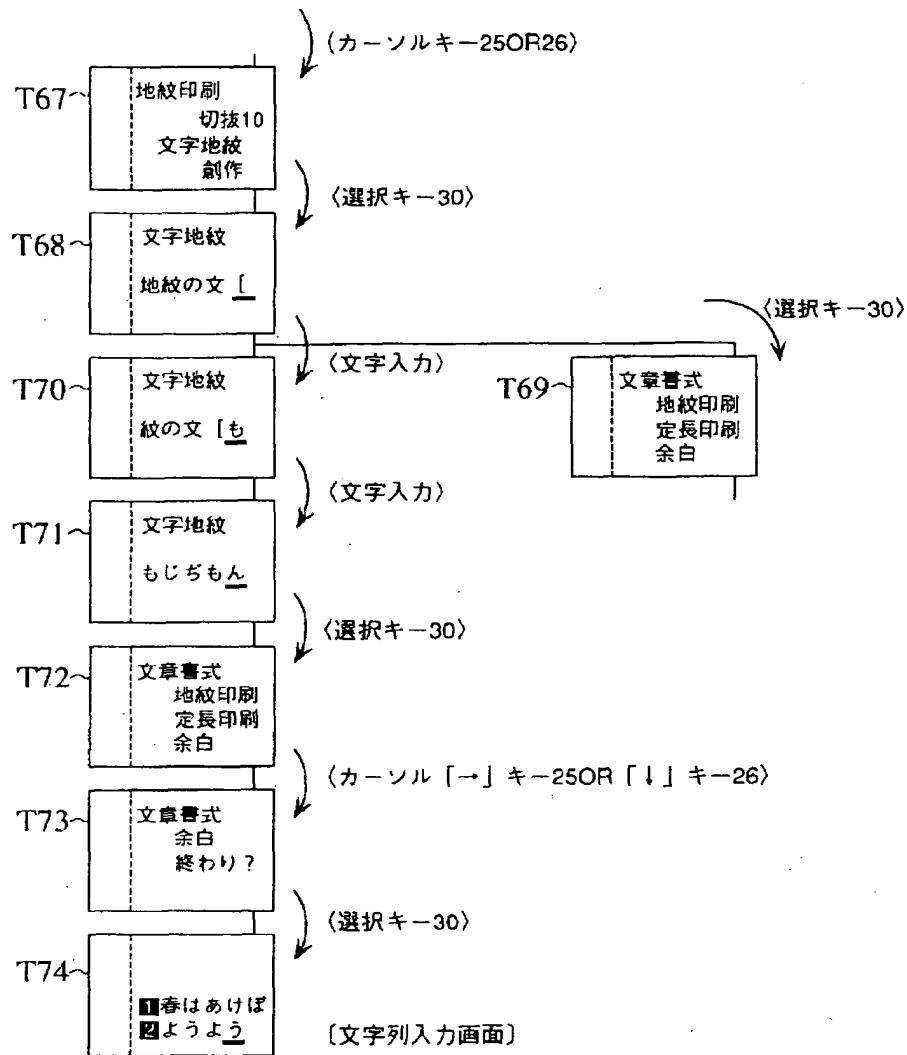 〈カーソルキー25OR26〉
T67
地紋印刷
切抜10
文字地紋
創作
〈選択キー30〉
T68
文字地紋
地紋の文 [
〈選択キー30〉
〈文字入力〉
T70
文字地紋
紋の文 [も
T69
文章書式
地紋印刷
定長印刷
余白
〈文字入力〉
T71
文字地紋
もじぢもん
〈選択キー30〉
T72
文章書式
地紋印刷
定長印刷
余白
〈カーソル「→」キー25OR「↓」キー26〉
T73
文章書式
余白
終わり?
〈選択キー30〉
T74
1春はあけぼ
2ようよう
〔文字列入力画面〕